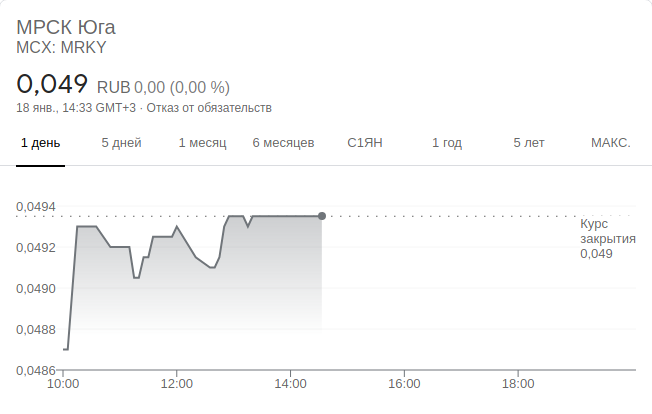 МРСК Юга
MCX: MRKY
0,049 RUB 0,00 (0,00 %)
18 янв., 14:33 GMT+3 · Отказ от обязательств
1 день 5 дней 1 месяц 6 месяцев С1ЯН 1 год 5 лет МАКС.
0,0494
Курс
закрытия
0,049
0,0492
0,0490
0,0488
0,0486
10:00 12:00 14:00 16:00 18:00